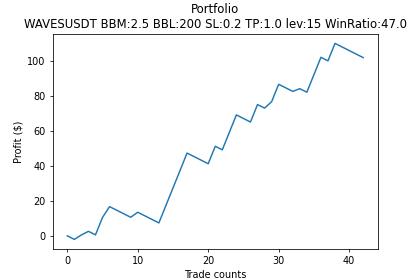 Portfolio
WAVESUSDT BBM:2.5 BBL:200 SL:0.2 TP:1.0 lev:15 WinRatio:47.0
100
80
60
40
20
0
Profit ($)
0 10 20 30 40
Trade counts